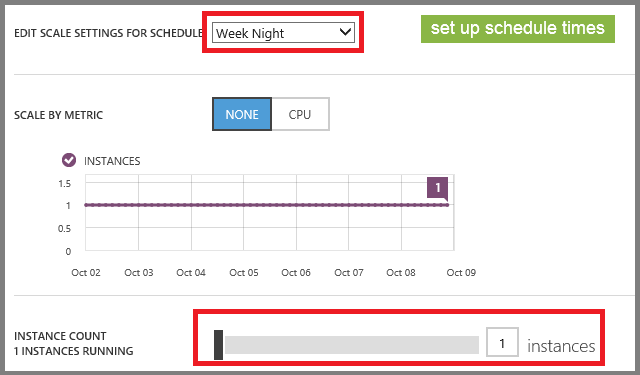 EDIT SCALE SETTINGS FOR SCHEDULE Week Night set up schedule times
SCALE BY METRIC NONE CPU
INSTANCES
1.5
1
1
0.5
0
Oct 02 Oct 03 Oct 04 Oct 05 Oct 06 Oct 07 Oct 08 Oct 09
INSTANCE COUNT
1 INSTANCES RUNNING
1 instances